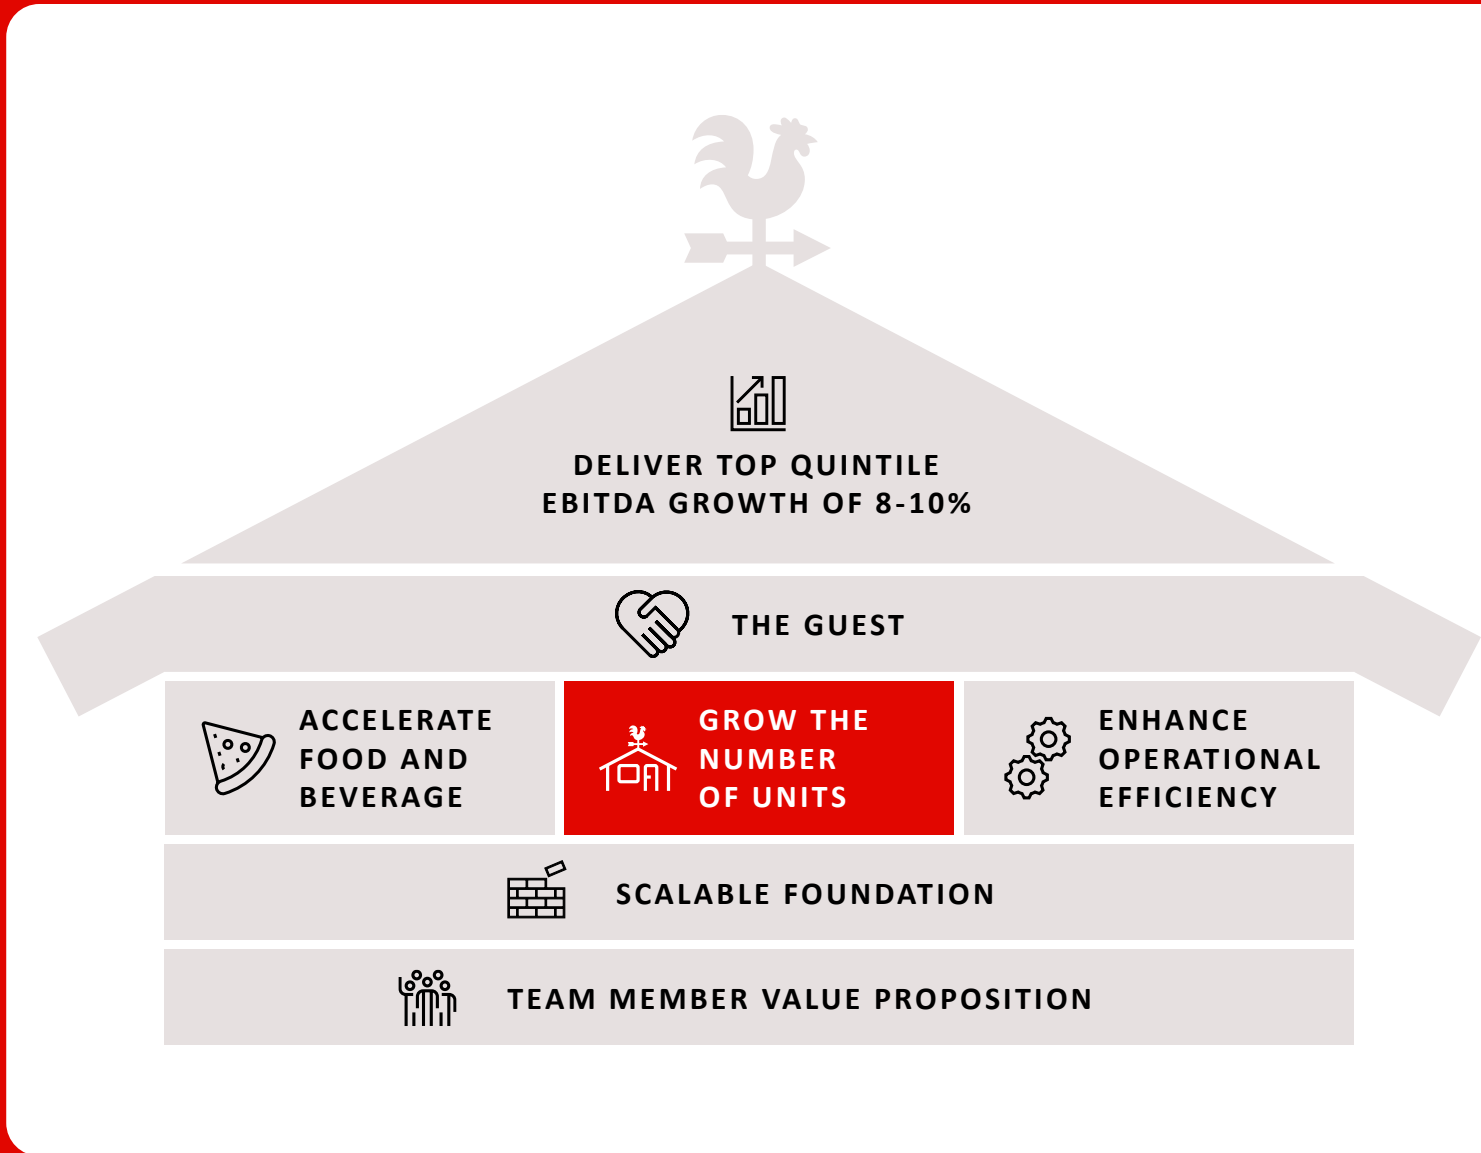 DELIVER TOP QUINTILE
EBITDA GROWTH OF 8-10%
THE GUEST
ACCELERATE
FOOD AND
BEVERAGE
GROW THE
NUMBER
OF UNITS
ENHANCE
OPERATIONAL
EFFICIENCY
SCALABLE FOUNDATION
TEAM MEMBER VALUE PROPOSITION